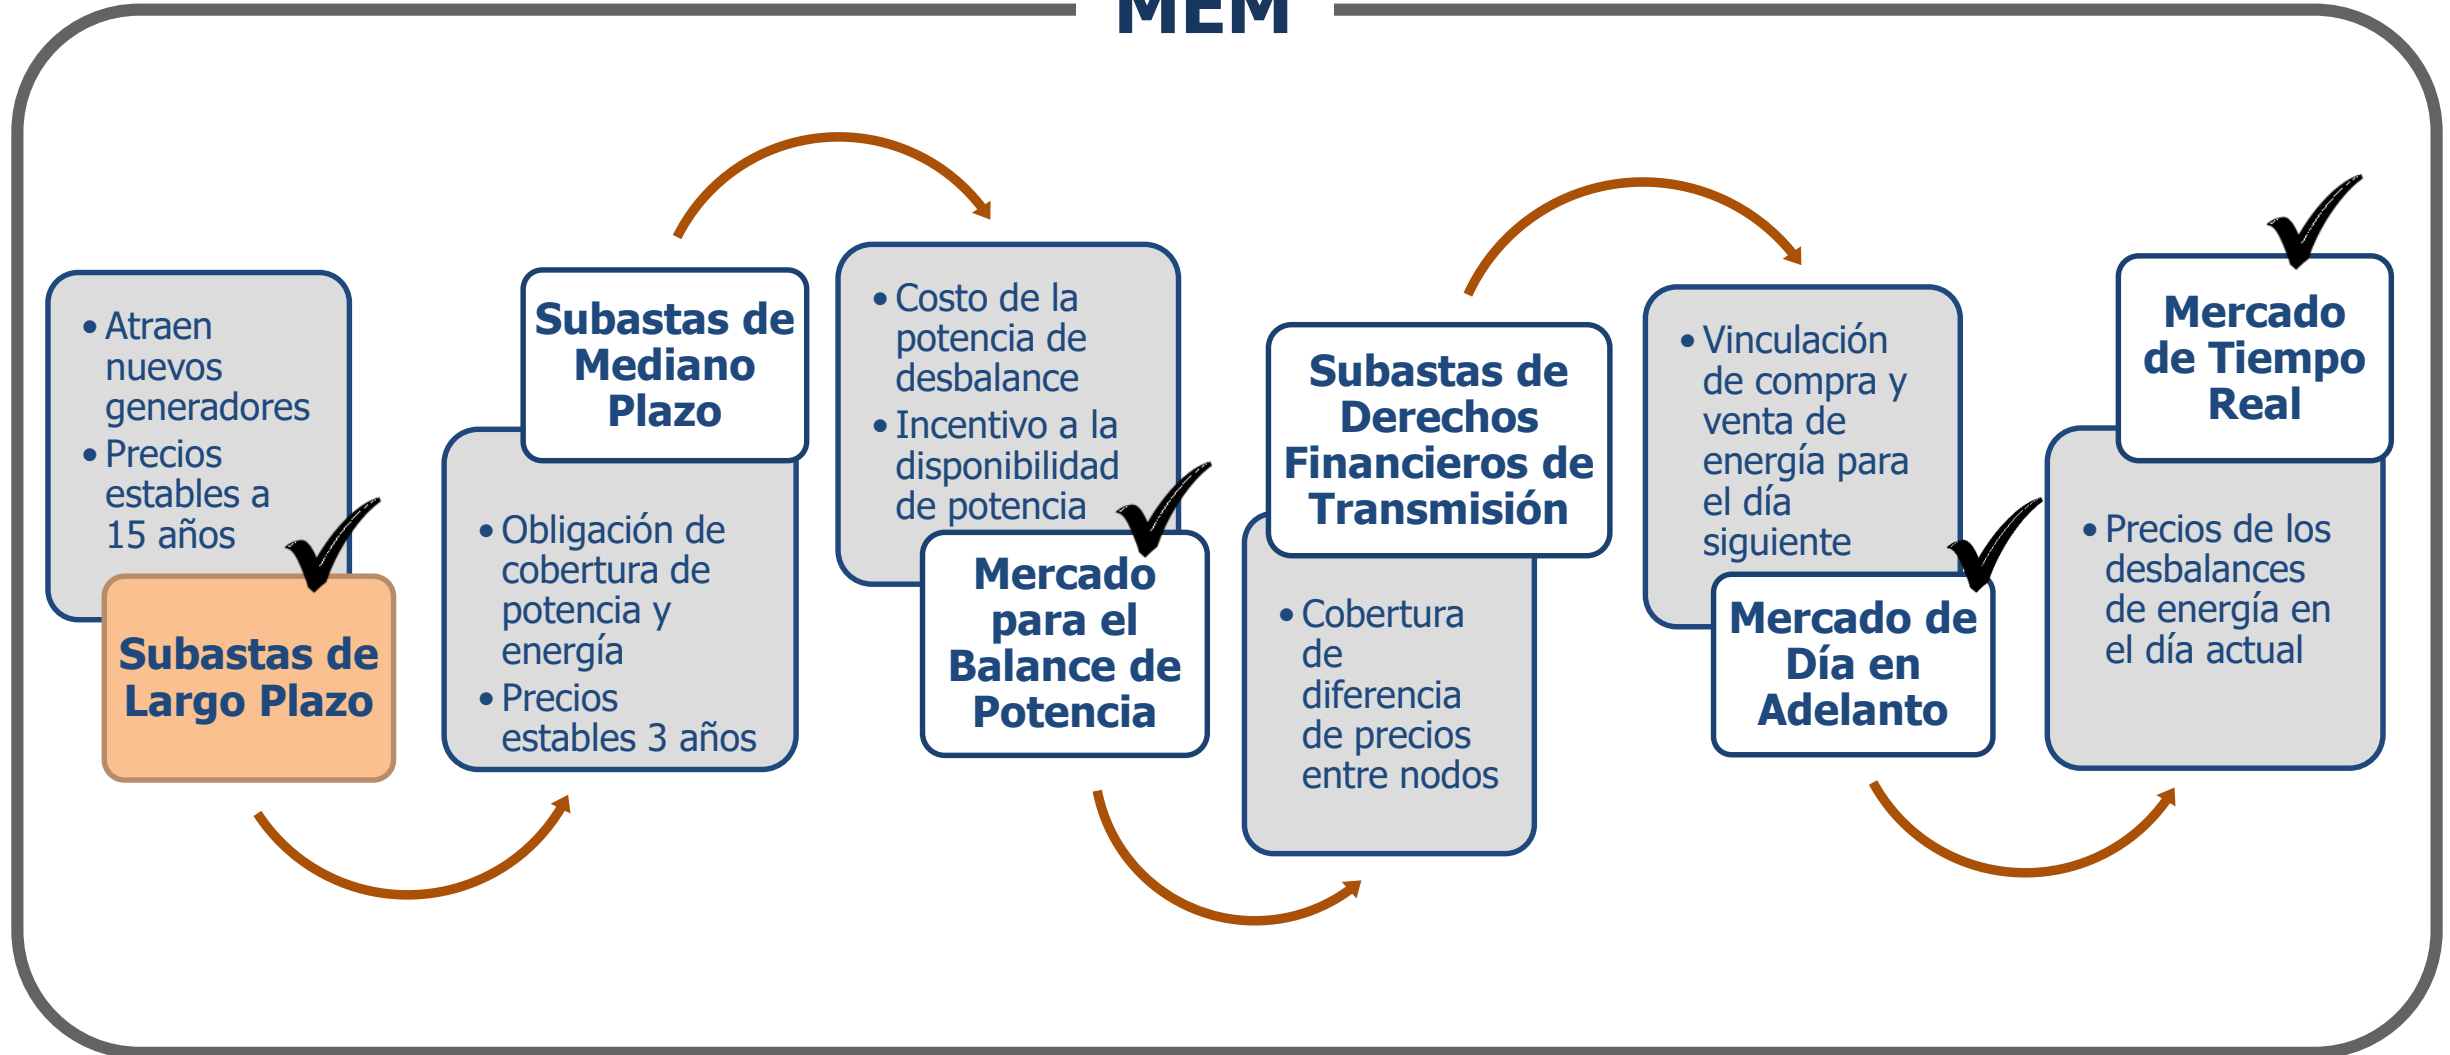 MEM
• Atraen
nuevos
generadores
• Precios
estables a
15 años
Subastas de
Largo Plazo
Subastas de
Mediano
Plazo
• Obligación de
cobertura de
potencia y
energía
• Precios
estables 3 años
• Costo de la
potencia de
desbalance
• Incentivo a la
disponibilidad
de potencia
Mercado
para el
Balance de
Potencia
Subastas de
Derechos
Financieros de
Transmisión
• Cobertura
de
diferencia
de precios
entre nodos
• Vinculación
de compra y
venta de
energía para
el día
siguiente
Mercado de
Día en
Adelanto
Mercado
de Tiempo
Real
• Precios de los
desbalances
de energía en
el día actual